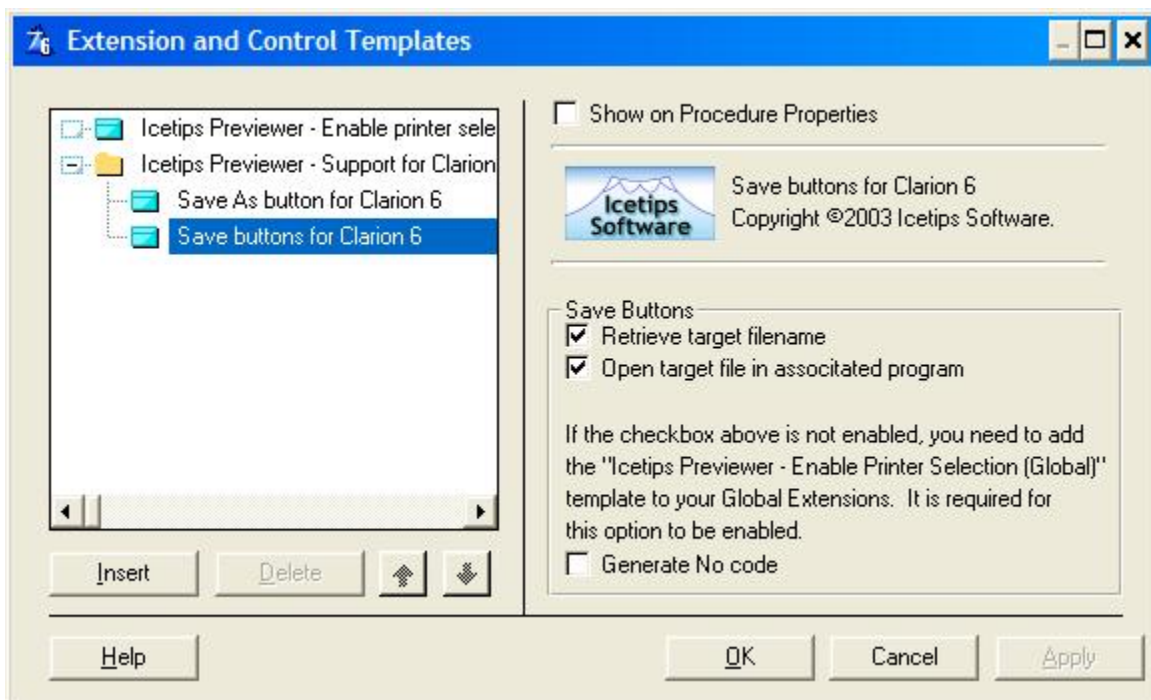 Extension and Control Templates
Icetips Previewer - Enable printer sele
Icetips Previewer - Support for Clarion
Save As button for Clarion 6
Save buttons for Clarion 6
Insert
Delete
Help
Show on Procedure Properties
Icetips
Software
Save buttons for Clarion 6
Copyright ©2003 Icetips Software.
Save Buttons
Retrieve target filename
Open target file in associtated program
If the checkbox above is not enabled, you need to add
the "Icetips Previewer - Enable Printer Selection (Global)"
template to your Global Extensions. It is required for
this option to be enabled.
Generate No code
OK
Cancel
Apply